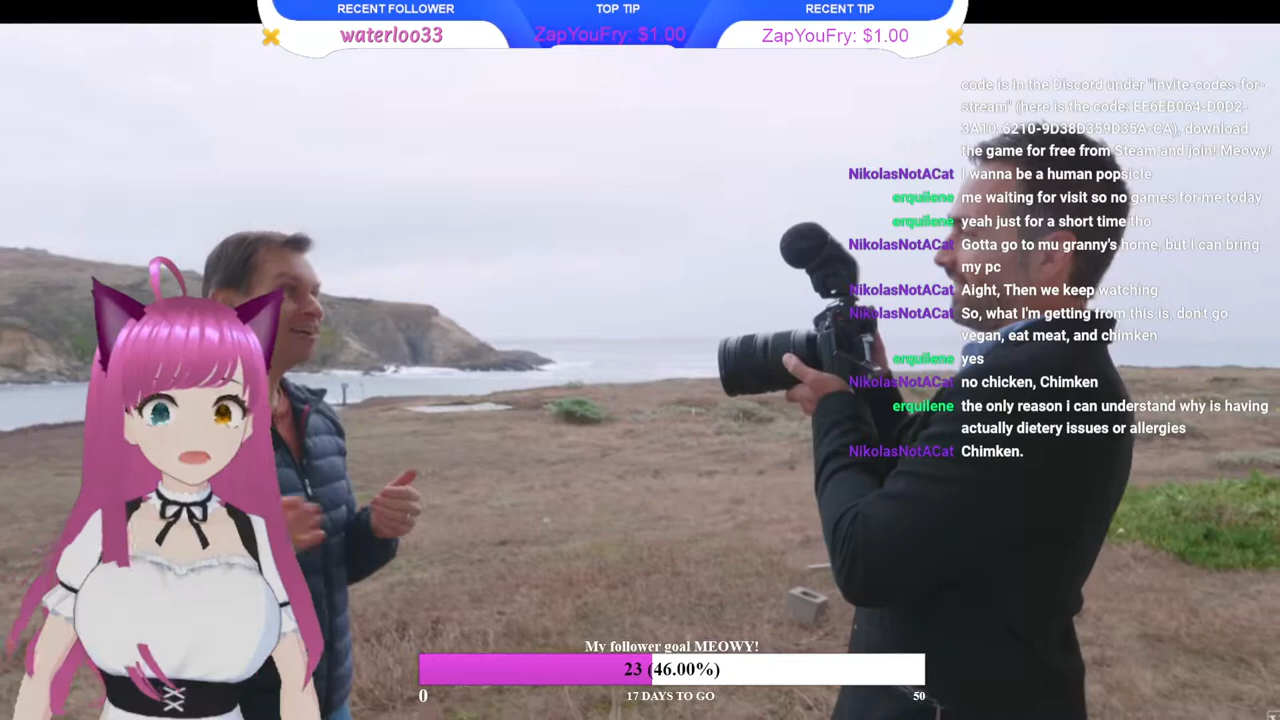 RECENT FOLLOWER
TOP TIP
RECENT TIP
waterloo33
ZapYouFry: $1.00
ZapYouFry: $1.00
code is in the Discord under "invite-codes-for-
stream" (here is the code: EE6EB064-D0D2-
3A10-6210-9D38D359D35A-CA), download
the game for free from Steam and join! Meowy!
NikolasNotACat I wanna be a human popsicle
erquilene me waiting for visit so no games for me today
erquilene yeah just for a short time tho
NikolasNotACat Gotta go to mu granny's home, but I can bring
my pc
NikolasNotACat Aight, Then we keep watching
NikolasNotACat So, what I'm getting from this is, don't go
vegan, eat meat, and chimken
erquilene yes
NikolasNotACat no chicken, Chimken
erquilene the only reason i can understand why is having
actually dietery issues or allergies
NikolasNotACat Chimken.
My follower goal MEOWY!
23 (46.00%)
0
17 DAYS TO GO
50